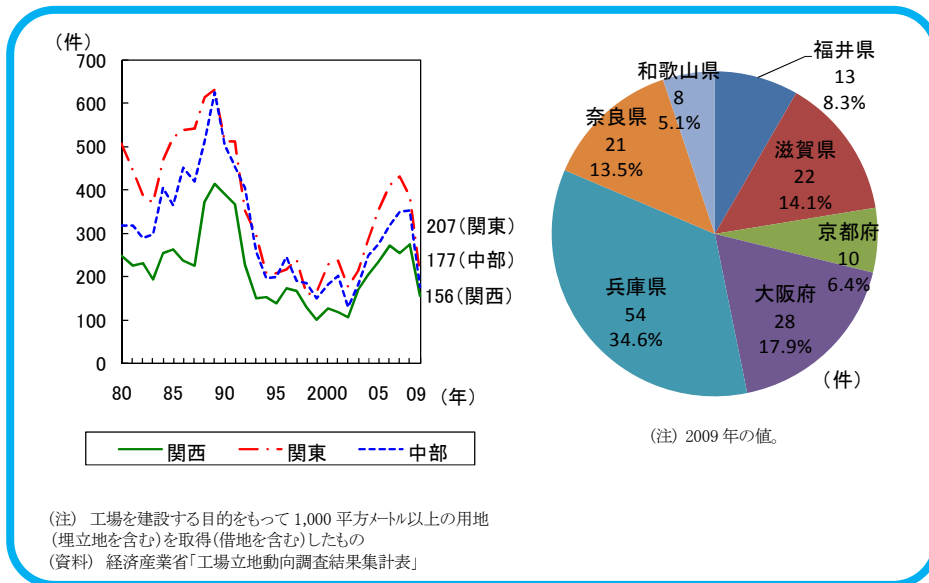 (件)
700
600
500
400
300
200
100
0
80 85 90 95 2000 05 09 (年)
207(関東)
177(中部)
156(関西)
関西 関東 中部
福井県
13
8.3%
滋賀県
22
14.1%
京都府
10
6.4%
大阪府
28
17.9%
兵庫県
54
34.6%
奈良県
21
13.5%
和歌山県
8
5.1%
(件)
(注) 2009 年の値。
(注) 工場を建設する目的をもって 1,000 平方メートル以上の用地
(埋立地を含む)を取得(借地を含む)したもの
(資料) 経済産業省「工場立地動向調査結果集計表」